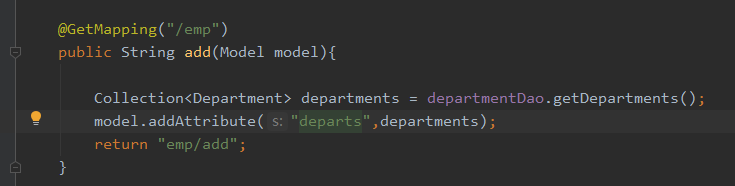 @GetMapping("/emp")
public String add(Model model){
Collection<Department> departments = departmentDao.getDepartments();
model.addAttribute( s: "departs",departments);
return "emp/add";
}